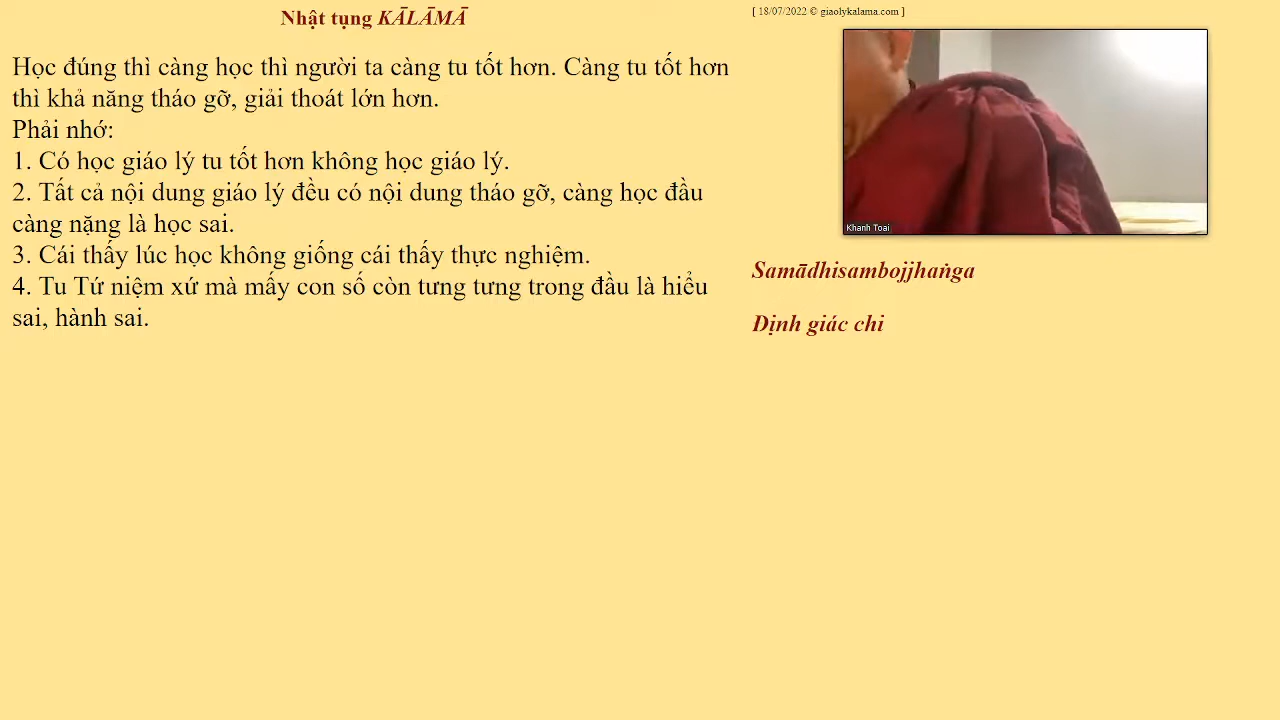 Nhật tụng KĀLĀMĀ
Học đúng thì càng học thì người ta càng tu tốt hơn. Càng tu tốt hơn
thì khả năng tháo gỡ, giải thoát lớn hơn.
Phải nhớ:
1. Có học giáo lý tu tốt hơn không học giáo lý.
2. Tất cả nội dung giáo lý đều có nội dung tháo gỡ, càng học đầu
càng nặng là học sai.
3. Cái thấy lúc học không giống cái thấy thực nghiệm.
4. Tu Tứ niệm xứ mà mấy con số còn tưng tưng trong đầu là hiểu
sai, hành sai.
[ 18/07/2022 © giaolykalama.com ]
Khanh Toai
Samādhisambojjhaṅga
Định giác chi